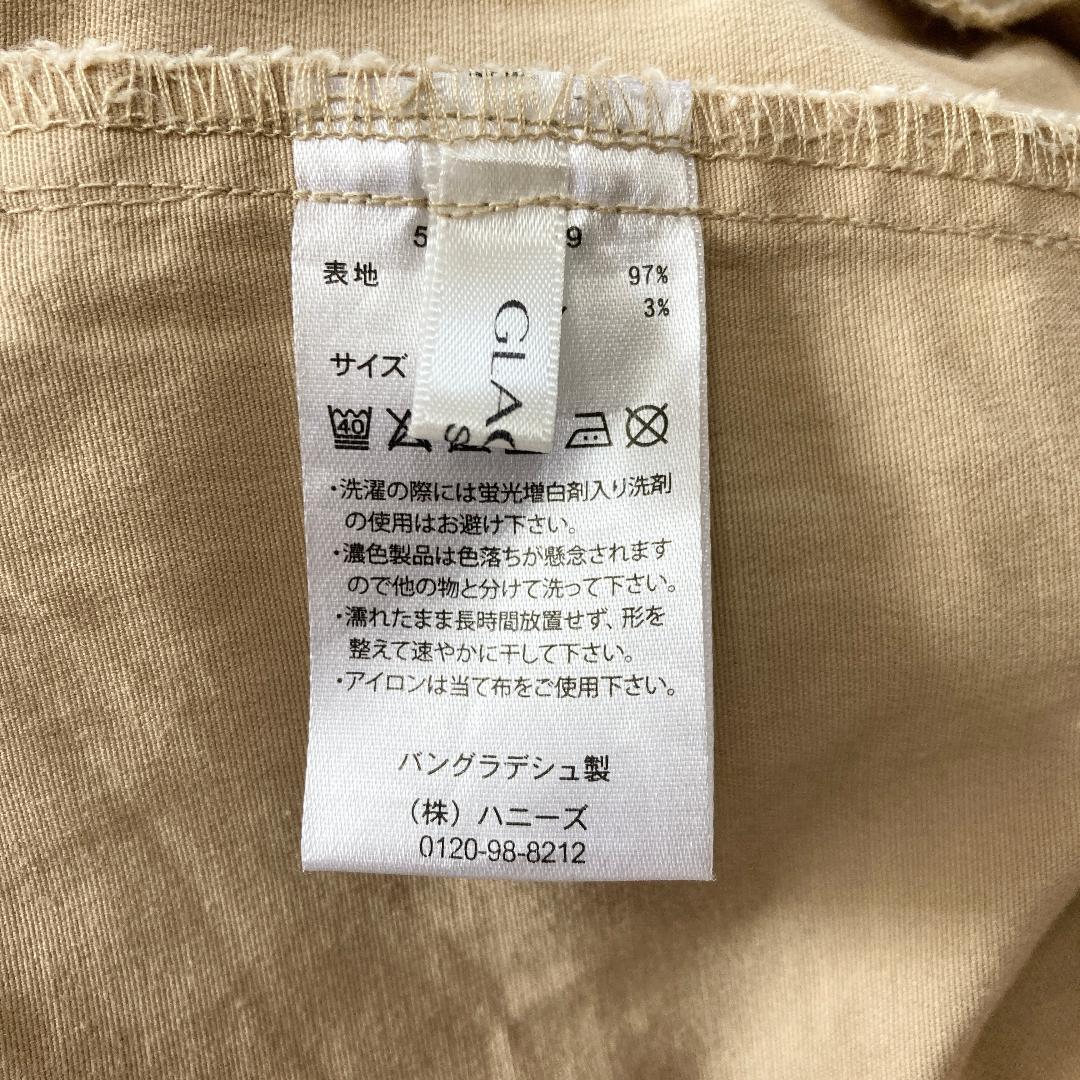 5 9
表地 97%
3%
サイズ
GLAC
S
40
・洗濯の際には蛍光増白剤入り洗剤
の使用はお避け下さい。
・濃色製品は色落ちが懸念されます
ので他の物と分けて洗って下さい。
・濡れたまま長時間放置せず、形を
整えて速やかに干して下さい。
・アイロンは当て布をご使用下さい。
バングラデシュ製
（株）ハニーズ
0120-98-8212